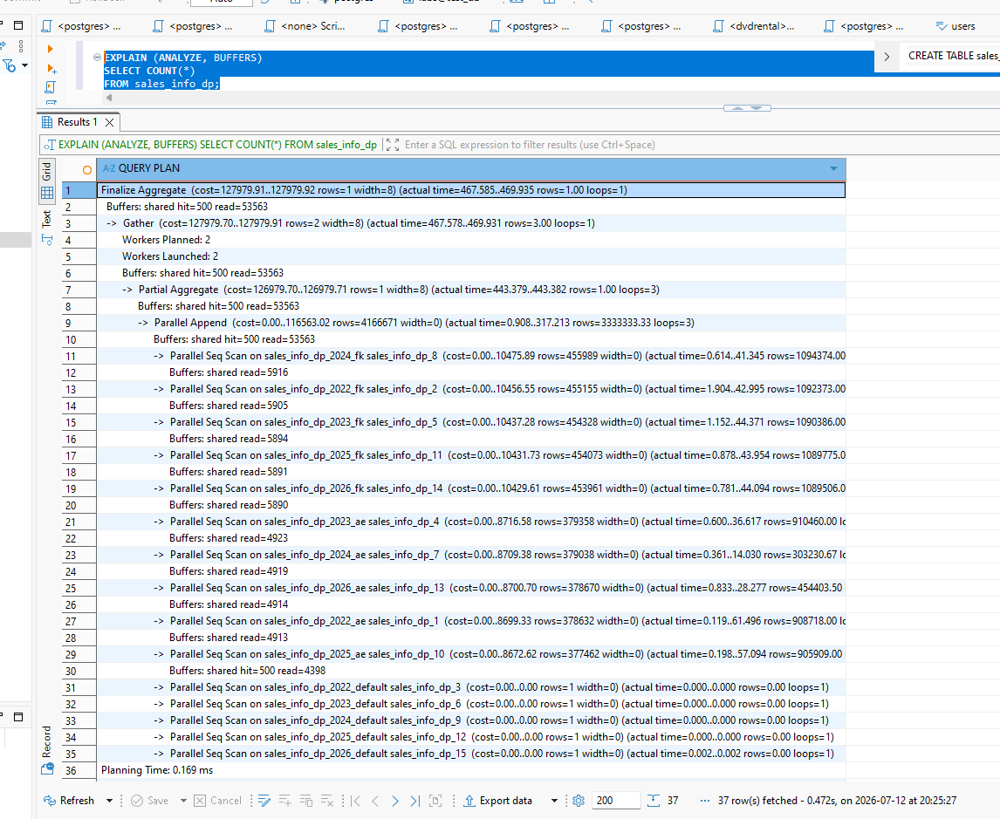 <postgres> ...
<postgres> ...
<none> Scri...
<postgres> ...
<postgres> ...
<postgres> ...
<dvdrental>...
<postgres> ...
users
EXPLAIN (ANALYZE, BUFFERS)
SELECT COUNT(*)
FROM sales_info_dp;
CREATE TABLE sales_
Results 1
EXPLAIN (ANALYZE, BUFFERS) SELECT COUNT(*) FROM sales_info_dp
Enter a SQL expression to filter results (use Ctrl+Space)
Grid
Text
Record
A-Z QUERY PLAN
1 Finalize Aggregate (cost=127979.91..127979.92 rows=1 width=8) (actual time=467.585..469.935 rows=1.00 loops=1)
2 Buffers: shared hit=500 read=53563
3 -> Gather (cost=127979.70..127979.91 rows=2 width=8) (actual time=467.578..469.931 rows=3.00 loops=1)
4 Workers Planned: 2
5 Workers Launched: 2
6 Buffers: shared hit=500 read=53563
7 -> Partial Aggregate (cost=126979.70..126979.71 rows=1 width=8) (actual time=443.379..443.382 rows=1.00 loops=3)
8 Buffers: shared hit=500 read=53563
9 -> Parallel Append (cost=0.00..116563.02 rows=4166671 width=0) (actual time=0.908..317.213 rows=3333333.33 loops=3)
10 Buffers: shared hit=500 read=53563
11 -> Parallel Seq Scan on sales_info_dp_2024_fk sales_info_dp_8 (cost=0.00..10475.89 rows=455989 width=0) (actual time=0.614..41.345 rows=1094374.00
12 Buffers: shared read=5916
13 -> Parallel Seq Scan on sales_info_dp_2022_fk sales_info_dp_2 (cost=0.00..10456.55 rows=455155 width=0) (actual time=1.904..42.995 rows=1092373.00
14 Buffers: shared read=5905
15 -> Parallel Seq Scan on sales_info_dp_2023_fk sales_info_dp_5 (cost=0.00..10437.28 rows=454328 width=0) (actual time=1.152..44.371 rows=1090386.00
16 Buffers: shared read=5894
17 -> Parallel Seq Scan on sales_info_dp_2025_fk sales_info_dp_11 (cost=0.00..10431.73 rows=454073 width=0) (actual time=0.878..43.954 rows=1089775.0
18 Buffers: shared read=5891
19 -> Parallel Seq Scan on sales_info_dp_2026_fk sales_info_dp_14 (cost=0.00..10429.61 rows=453961 width=0) (actual time=0.781..44.094 rows=1089506.0
20 Buffers: shared read=5890
21 -> Parallel Seq Scan on sales_info_dp_2023_ae sales_info_dp_4 (cost=0.00..8716.58 rows=379358 width=0) (actual time=0.600..36.617 rows=910460.00
22 Buffers: shared read=4923
23 -> Parallel Seq Scan on sales_info_dp_2024_ae sales_info_dp_7 (cost=0.00..8709.38 rows=379038 width=0) (actual time=0.361..14.030 rows=303230.67
24 Buffers: shared read=4919
25 -> Parallel Seq Scan on sales_info_dp_2026_ae sales_info_dp_13 (cost=0.00..8700.70 rows=378670 width=0) (actual time=0.833..28.277 rows=454403.50
26 Buffers: shared read=4914
27 -> Parallel Seq Scan on sales_info_dp_2022_ae sales_info_dp_1 (cost=0.00..8699.33 rows=378632 width=0) (actual time=0.119..61.496 rows=908718.00
28 Buffers: shared read=4913
29 -> Parallel Seq Scan on sales_info_dp_2025_ae sales_info_dp_10 (cost=0.00..8672.62 rows=377462 width=0) (actual time=0.198..57.094 rows=905909.00
30 Buffers: shared hit=500 read=4398
31 -> Parallel Seq Scan on sales_info_dp_2022_default sales_info_dp_3 (cost=0.00..0.00 rows=1 width=0) (actual time=0.000..0.000 rows=0.00 loops=1)
32 -> Parallel Seq Scan on sales_info_dp_2023_default sales_info_dp_6 (cost=0.00..0.00 rows=1 width=0) (actual time=0.000..0.000 rows=0.00 loops=1)
33 -> Parallel Seq Scan on sales_info_dp_2024_default sales_info_dp_9 (cost=0.00..0.00 rows=1 width=0) (actual time=0.000..0.000 rows=0.00 loops=1)
34 -> Parallel Seq Scan on sales_info_dp_2025_default sales_info_dp_12 (cost=0.00..0.00 rows=1 width=0) (actual time=0.000..0.000 rows=0.00 loops=1)
35 -> Parallel Seq Scan on sales_info_dp_2026_default sales_info_dp_15 (cost=0.00..0.00 rows=1 width=0) (actual time=0.002..0.002 rows=0.00 loops=1)
36 Planning Time: 0.169 ms
Refresh Save Cancel Export data 200 37 ... 37 row(s) fetched - 0.472s, on 2026-07-12 at 20:25:27